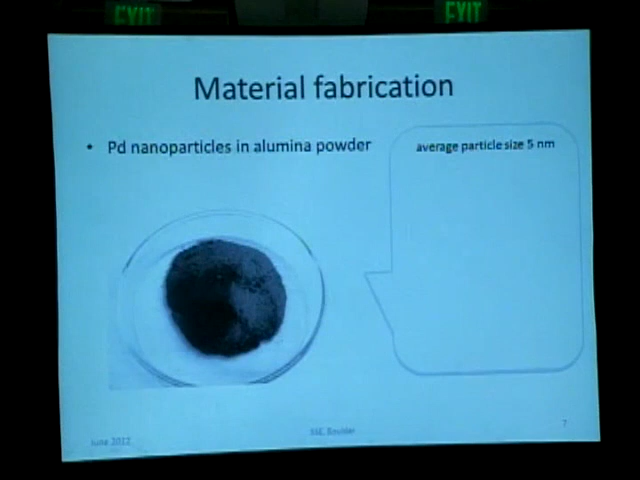 EXIT
EXIT
Material fabrication
• Pd nanoparticles in alumina powder
average particle size 5 nm
June 2012
SSE, Boulder
7